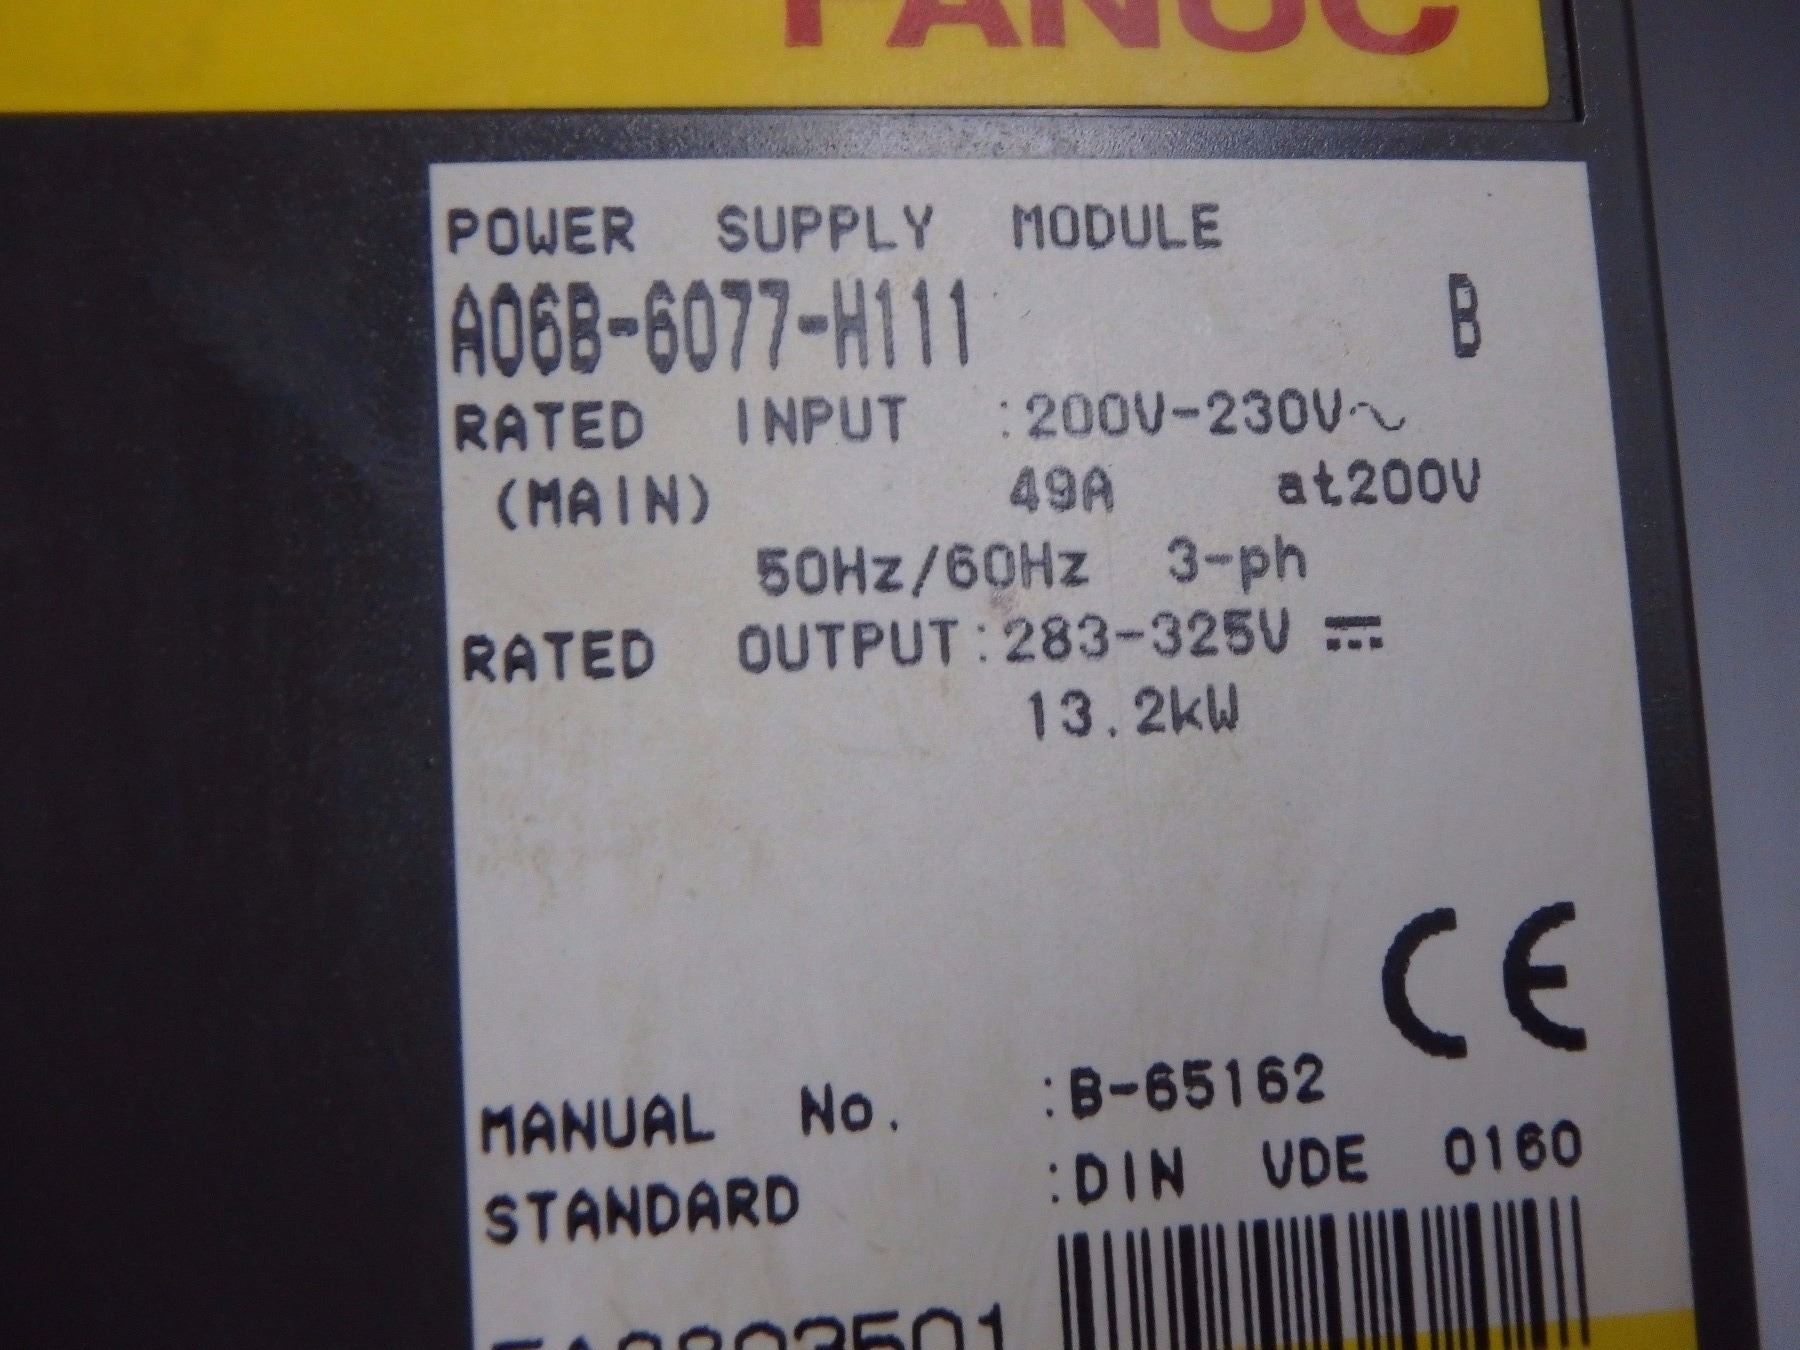 FANUC
POWER SUPPLY MODULE
A06B-6077-H111 B
RATED INPUT :200V-230V~
(MAIN) 49A at200V
50Hz/60Hz 3-ph
RATED OUTPUT:283-325V ⎓
13.2kW
CE
MANUAL No. :B-65162
STANDARD :DIN VDE 0160